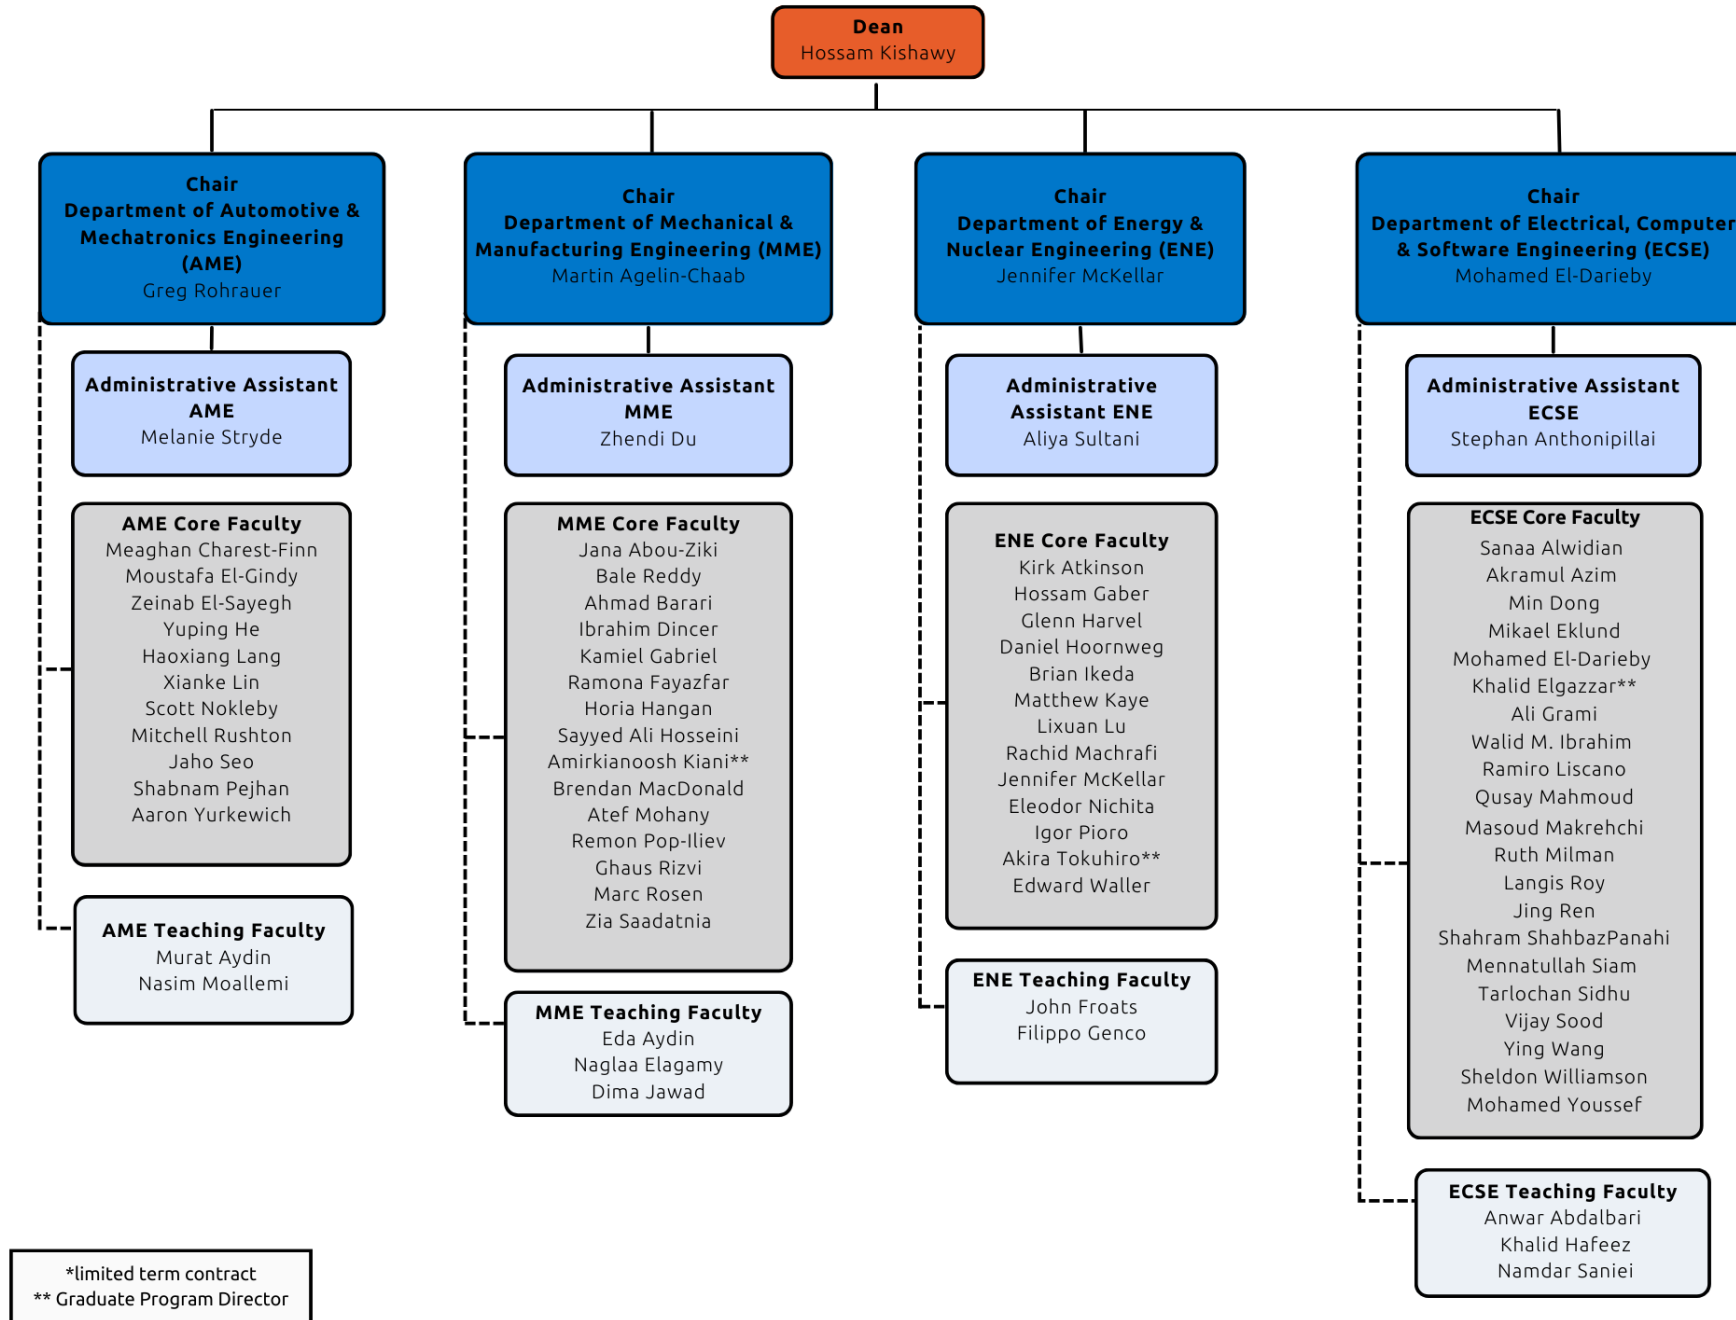 Dean
Hossam Kishawy
Chair
Department of Automotive &
Mechatronics Engineering
(AME)
Greg Rohrauer
Chair
Department of Mechanical &
Manufacturing Engineering (MME)
Martin Agelin-Chaab
Chair
Department of Energy &
Nuclear Engineering (ENE)
Jennifer McKellar
Chair
Department of Electrical, Computer
& Software Engineering (ECSE)
Mohamed El-Darieby
Administrative Assistant
AME
Melanie Stryde
Administrative Assistant
MME
Zhendi Du
Administrative
Assistant ENE
Aliya Sultani
Administrative Assistant
ECSE
Stephan Anthonipillai
AME Core Faculty
Meaghan Charest-Finn
Moustafa El-Gindy
Zeinab El-Sayegh
Yuping He
Haoxiang Lang
Xianke Lin
Scott Nokleby
Mitchell Rushton
Jaho Seo
Shabnam Pejhan
Aaron Yurkewich
MME Core Faculty
Jana Abou-Ziki
Bale Reddy
Ahmad Barari
Ibrahim Dincer
Kamiel Gabriel
Ramona Fayazfar
Horia Hangan
Sayyed Ali Hosseini
Amirkianoosh Kiani**
Brendan MacDonald
Atef Mohany
Remon Pop-Iliev
Ghaus Rizvi
Marc Rosen
Zia Saadatnia
ENE Core Faculty
Kirk Atkinson
Hossam Gaber
Glenn Harvel
Daniel Hoornweg
Brian Ikeda
Matthew Kaye
Lixuan Lu
Rachid Machrafi
Jennifer McKellar
Eleodor Nichita
Igor Pioro
Akira Tokuhiro**
Edward Waller
ECSE Core Faculty
Sanaa Alwidian
Akramul Azim
Min Dong
Mikael Eklund
Mohamed El-Darieby
Khalid Elgazzar**
Ali Grami
Walid M. Ibrahim
Ramiro Liscano
Qusay Mahmoud
Masoud Makrehchi
Ruth Milman
Langis Roy
Jing Ren
Shahram ShahbazPanahi
Mennatullah Siam
Tarlochan Sidhu
Vijay Sood
Ying Wang
Sheldon Williamson
Mohamed Youssef
AME Teaching Faculty
Murat Aydin
Nasim Moallemi
MME Teaching Faculty
Eda Aydin
Naglaa Elagamy
Dima Jawad
ENE Teaching Faculty
John Froats
Filippo Genco
ECSE Teaching Faculty
Anwar Abdalbari
Khalid Hafeez
Namdar Saniei
*limited term contract
** Graduate Program Director